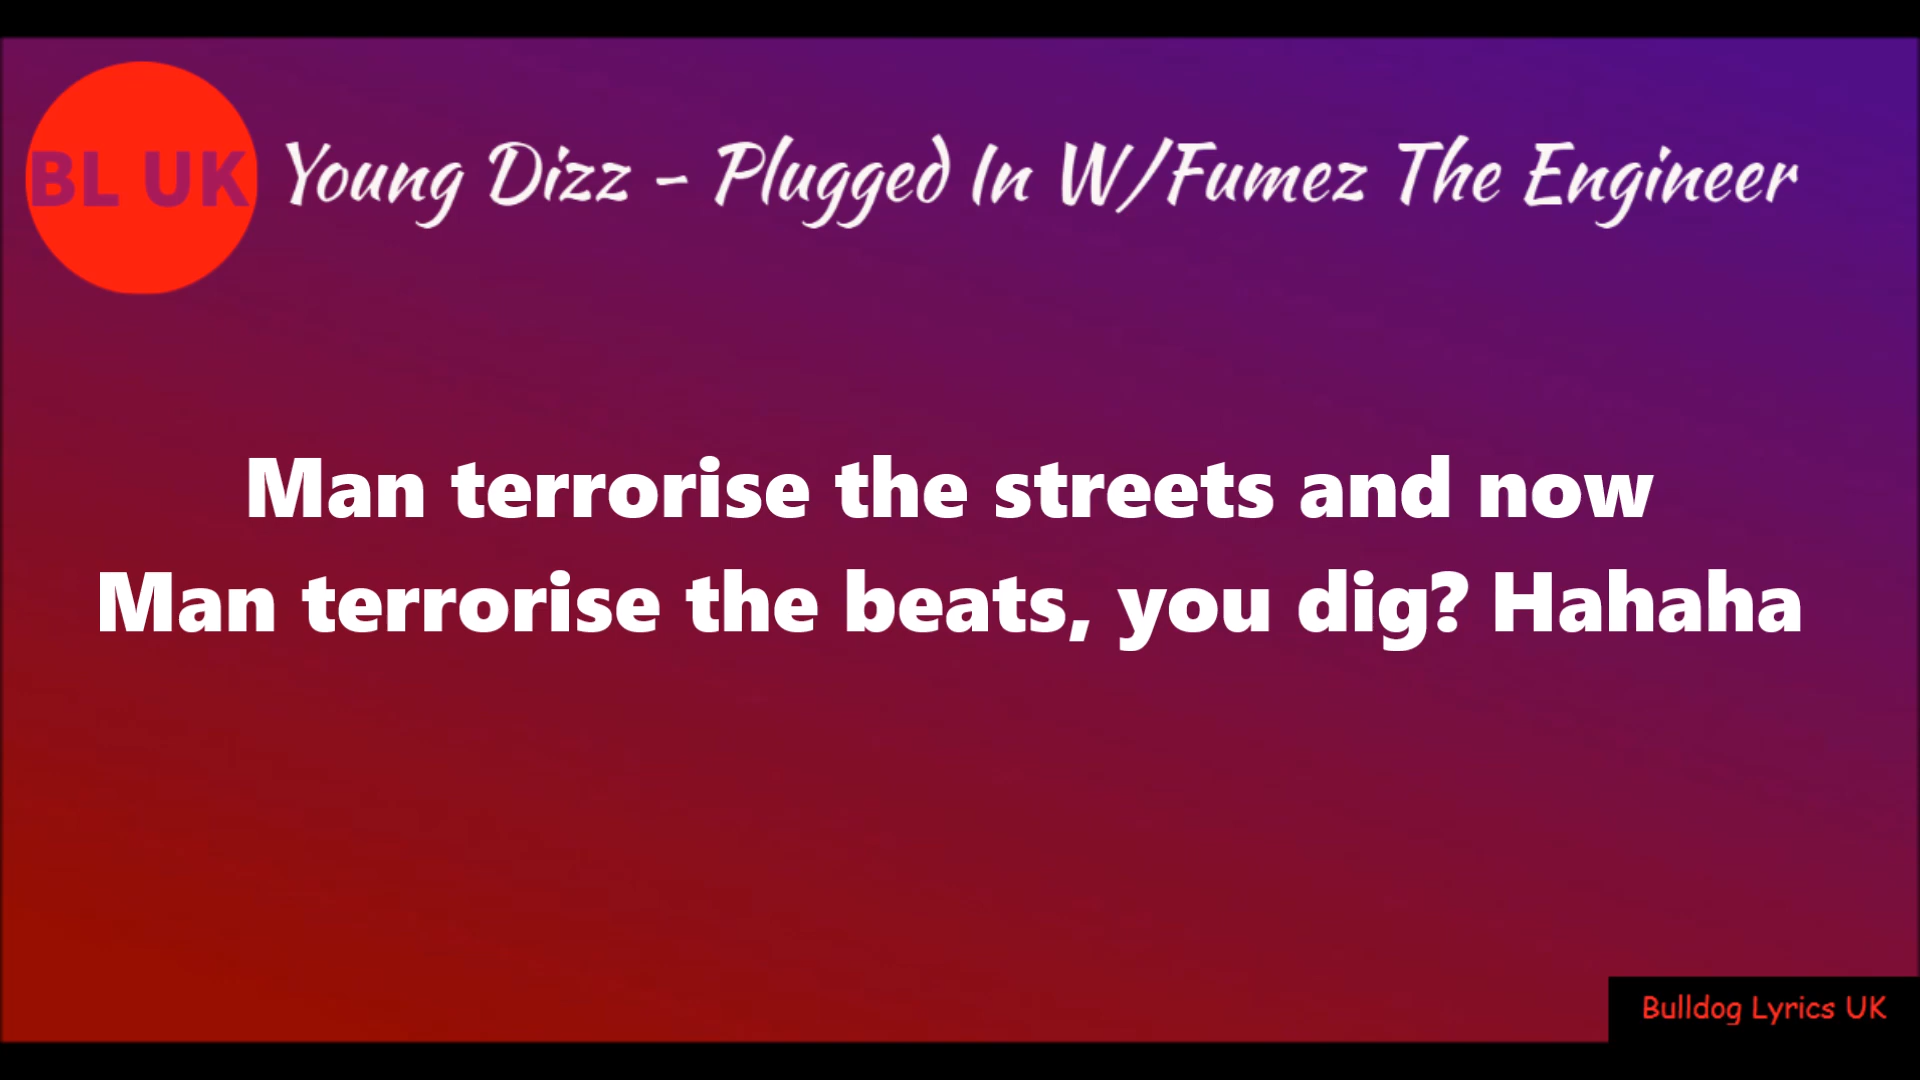 BL UK
Young Dizz - Plugged In W/Fumez The Engineer
Man terrorise the streets and now
Man terrorise the beats, you dig? Hahaha
Bulldog Lyrics UK